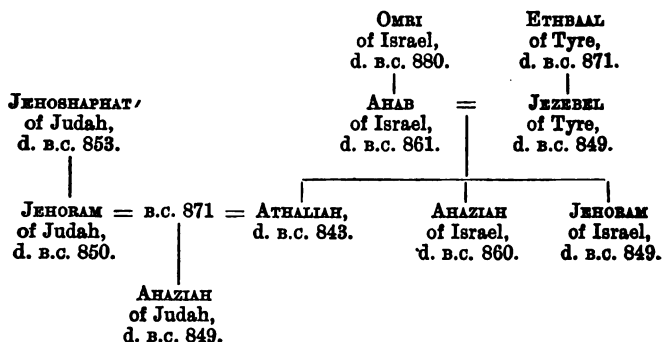 OMRI ETHBAAL
of Israel, of Tyre,
d. B.C. 880. d. B.C. 871.
JEHOSHAPHAT AHAB = JEZEBEL
of Judah, of Israel, of Tyre,
d. B.C. 853. d. B.C. 861. d. B.C. 849.
JEHORAM = B.C. 871 = ATHALIAH, AHAZIAH JEHORAM
of Judah, d. B.C. 843. of Israel, of Israel,
d. B.C. 850. d. B.C. 860. d. B.C. 849.
AHAZIAH
of Judah,
d. B.C. 849.